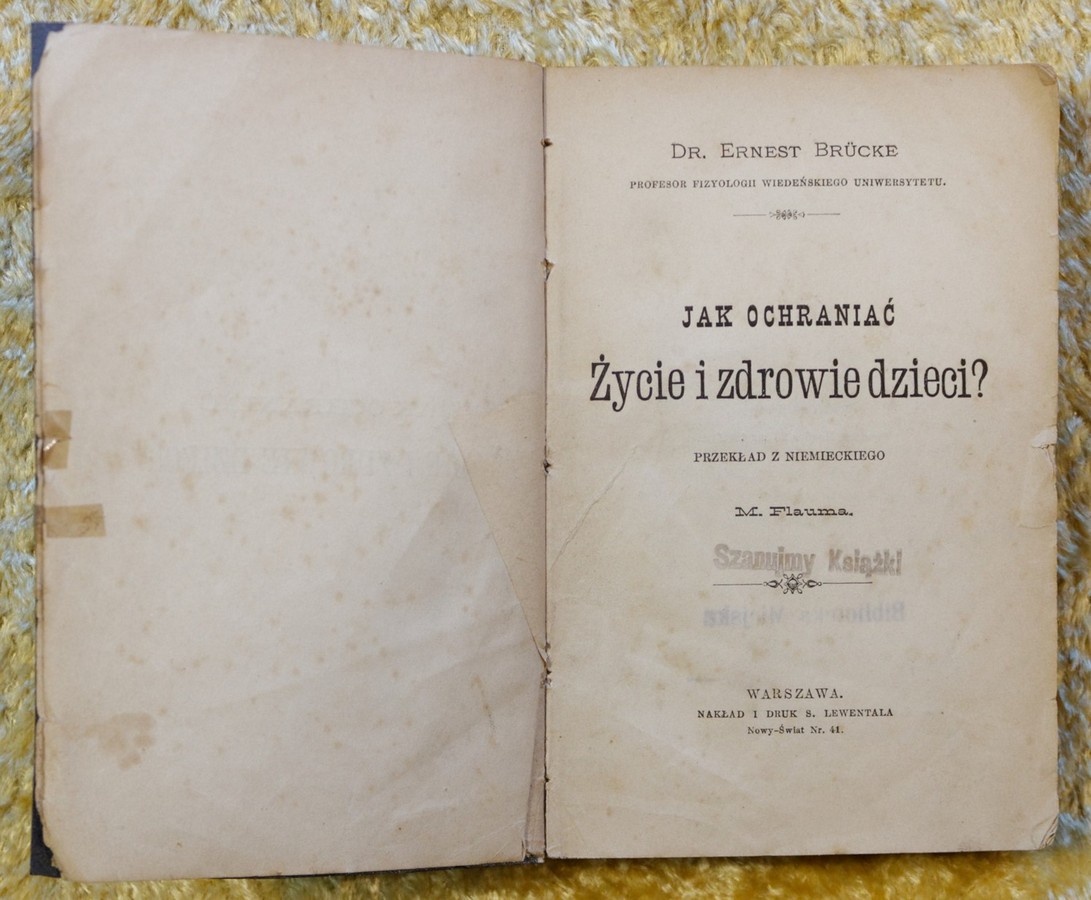 DR. ERNEST BRÜCKE
PROFESOR FIZYOLOGII WIEDEŃSKIEGO UNIWERSYTETU.
JAK OCHRANIAĆ
Życie i zdrowie dzieci?
PRZEKŁAD Z NIEMIECKIEGO
M. Flauma.
Szanujmy Książki
WARSZAWA.
NAKŁAD I DRUK S. LEWENTALA
Nowy-Świat Nr. 41.